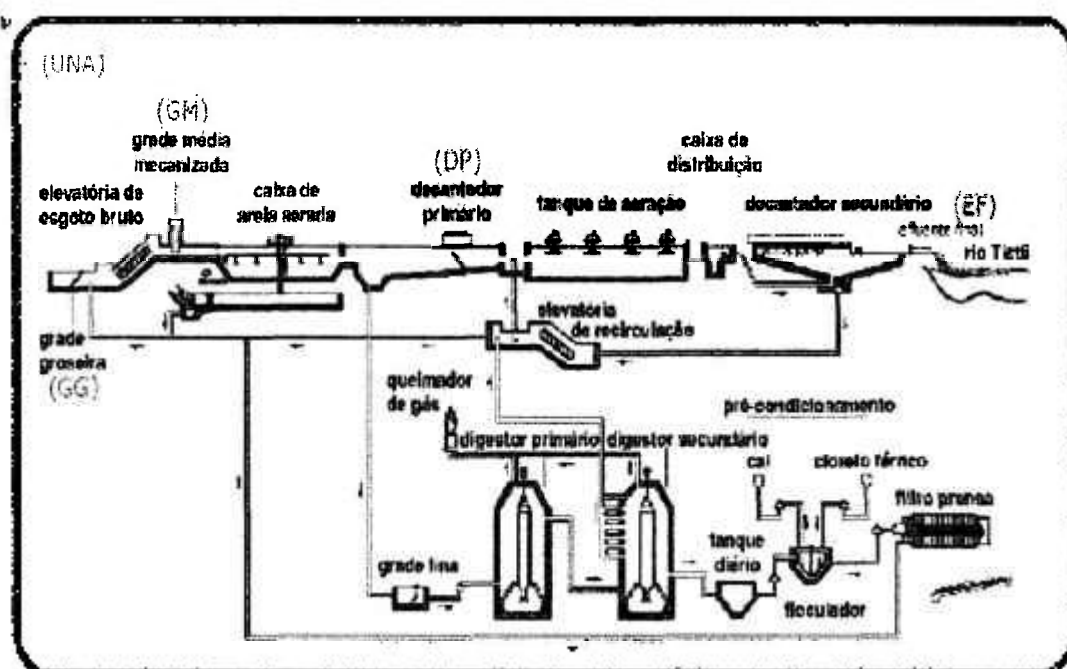 (UNA)
(GM)
grade média
mecanizada
elevatória de
esgoto bruto
caixa de
areia aerada
(DP)
decantador
primário
tanque de aeração
caixa de
distribuição
decantador secundário
(EF)
efluente final
rio Tietê
grade
grosseira
(GG)
elevatória
de recirculação
queimador
de gás
digestor primário
digestor secundário
pré-condicionamento
cal
cloreto férrico
filtro prensa
grade fina
tanque
diário
floculador